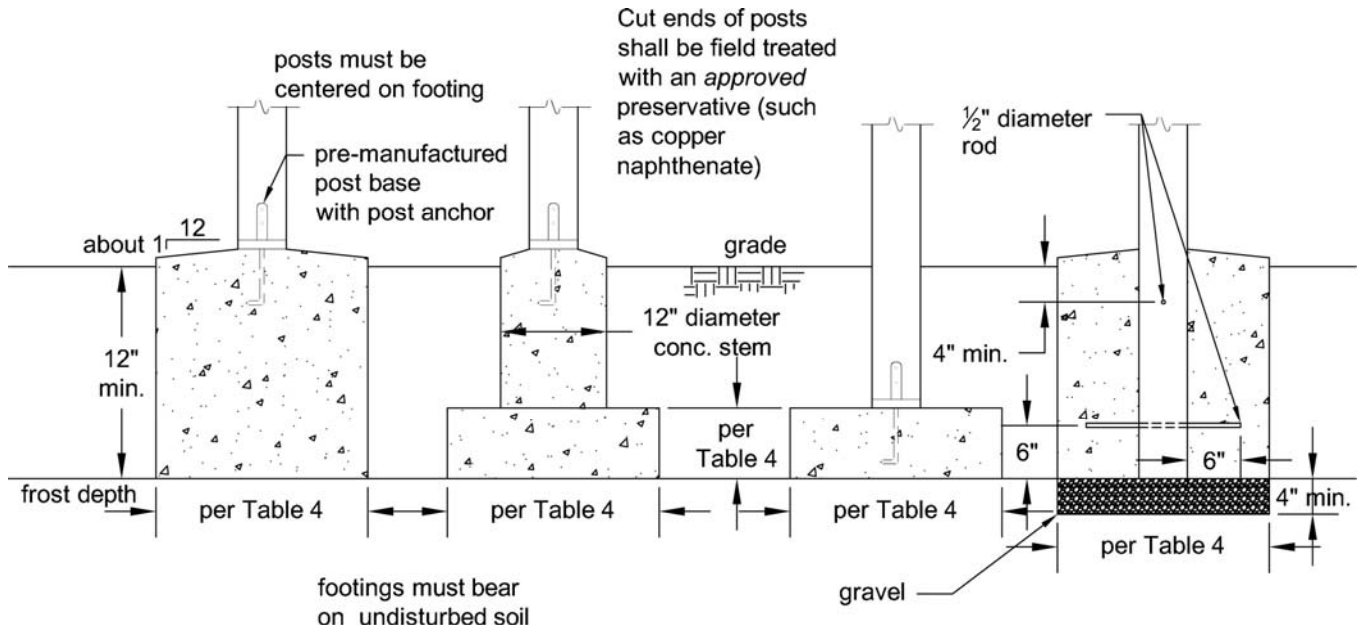 posts must be
centered on footing
pre-manufactured
post base
with post anchor
12
about 1
12"
min.
frost depth
per Table 4
footings must bear
on undisturbed soil
Cut ends of posts
shall be field treated
with an approved
preservative (such
as copper
naphthenate)
grade
12" diameter
conc. stem
per
Table 4
per Table 4
per Table 4
½" diameter
rod
4" min.
6"
6"
4" min.
per Table 4
gravel